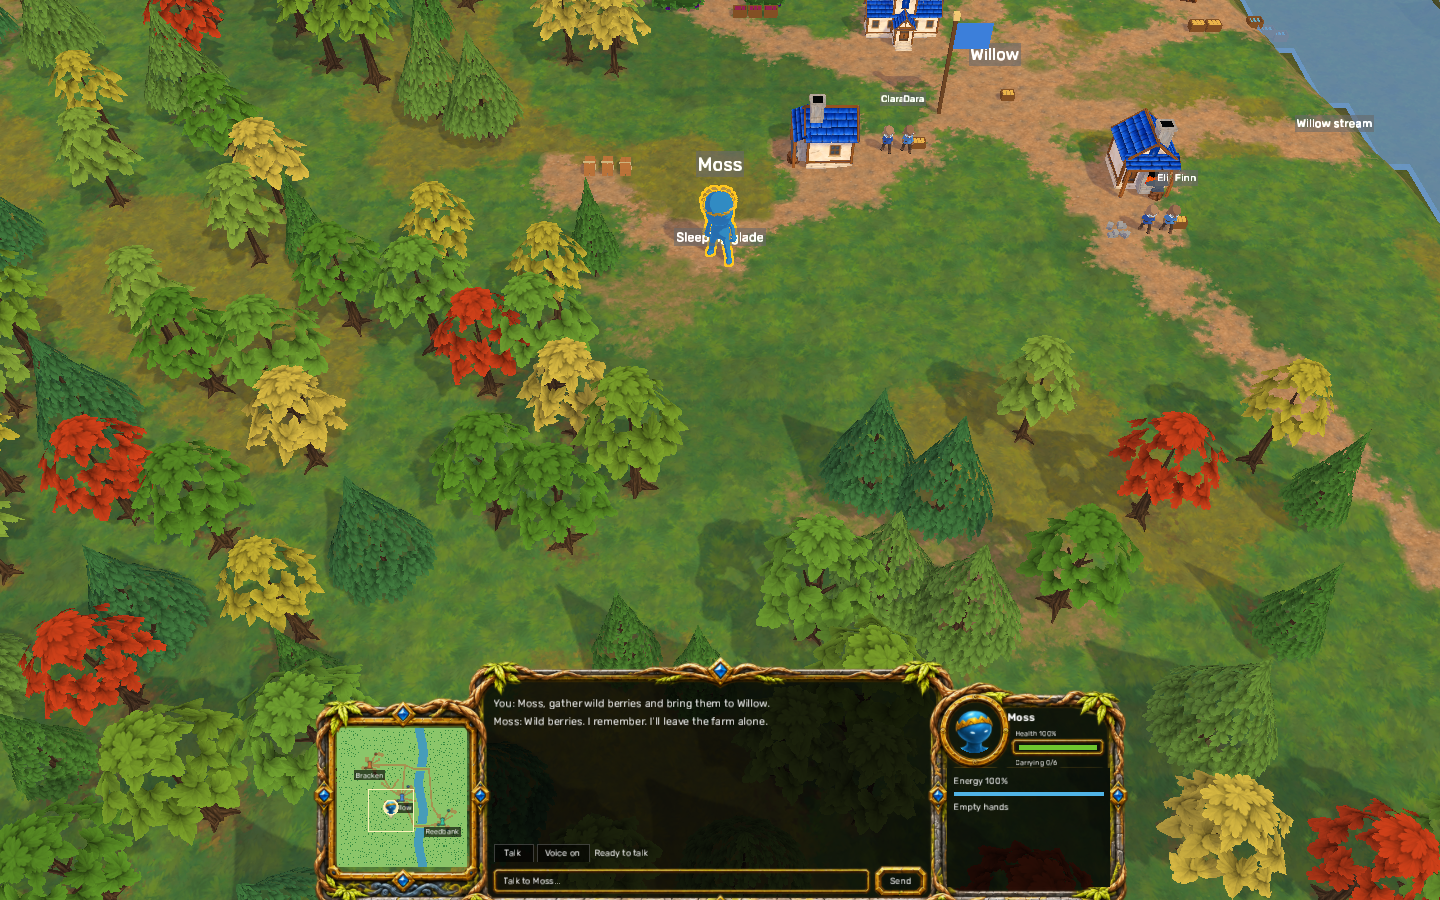 Willow
ClaraDara
Willow stream
Moss
Eli Finn
Sleep glade
You: Moss, gather wild berries and bring them to Willow.
Moss: Wild berries. I remember. I'll leave the farm alone.
Moss
Health 100%
Carrying 0/6
Energy 100%
Empty hands
Bracken
Reedbank
Talk
Voice on
Ready to talk
Talk to Moss...
Send